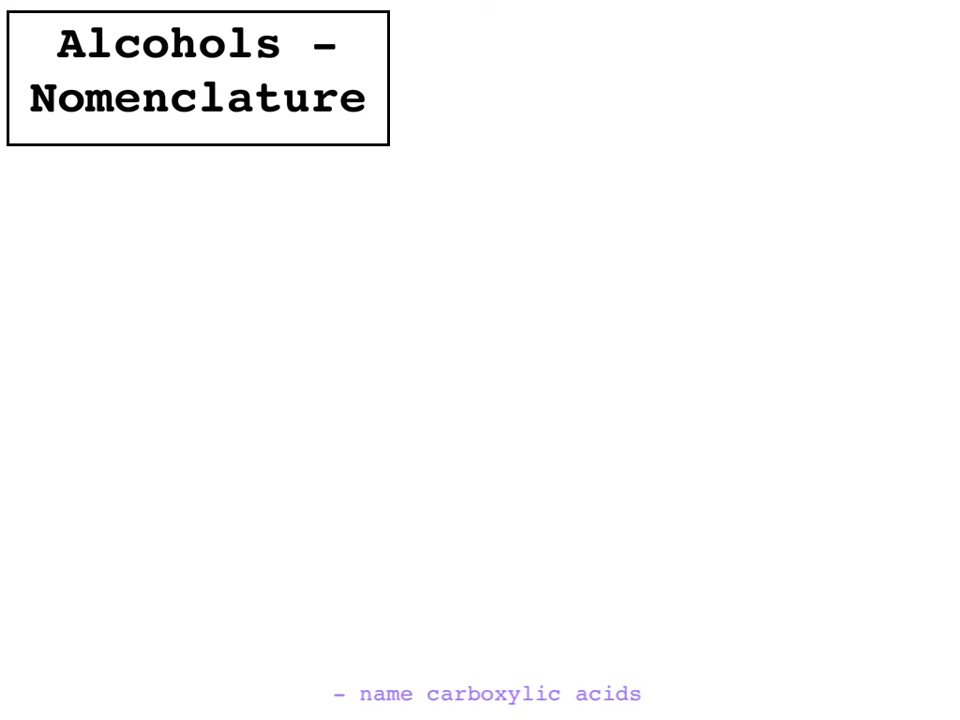 Alcohols –
Nomenclature
– name carboxylic acids